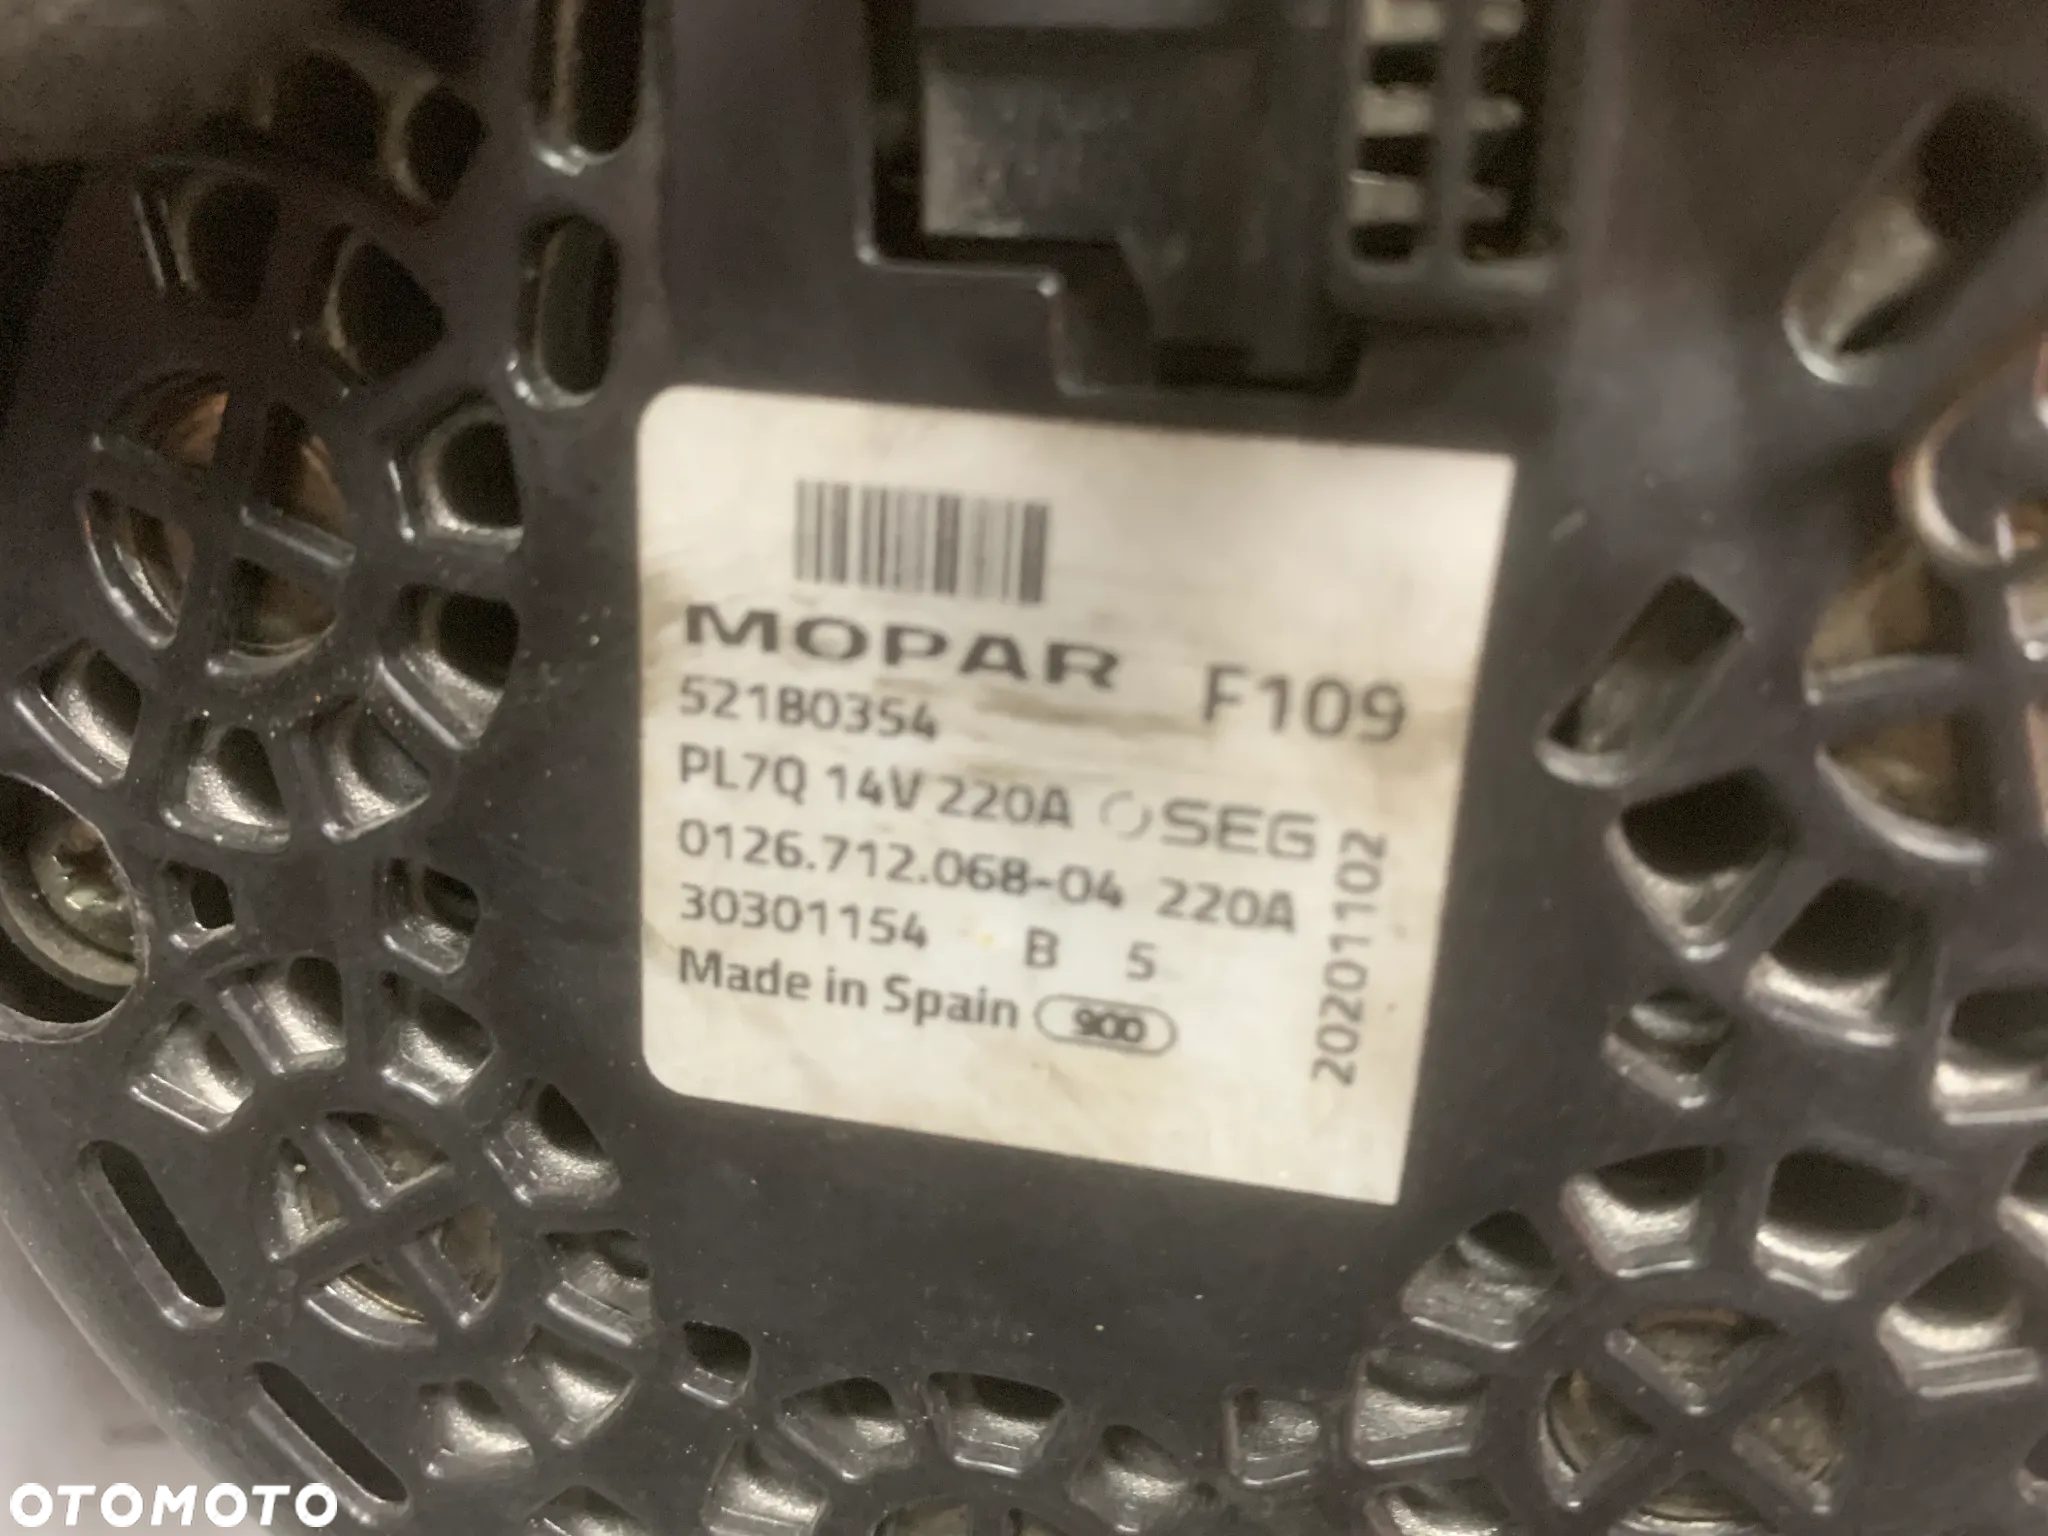 MOPAR F109
52180354
PL7Q 14V 220A SEG
0126.712.068-04 220A
30301154 B 5
Made in Spain 900
20201102
OTOMOTO